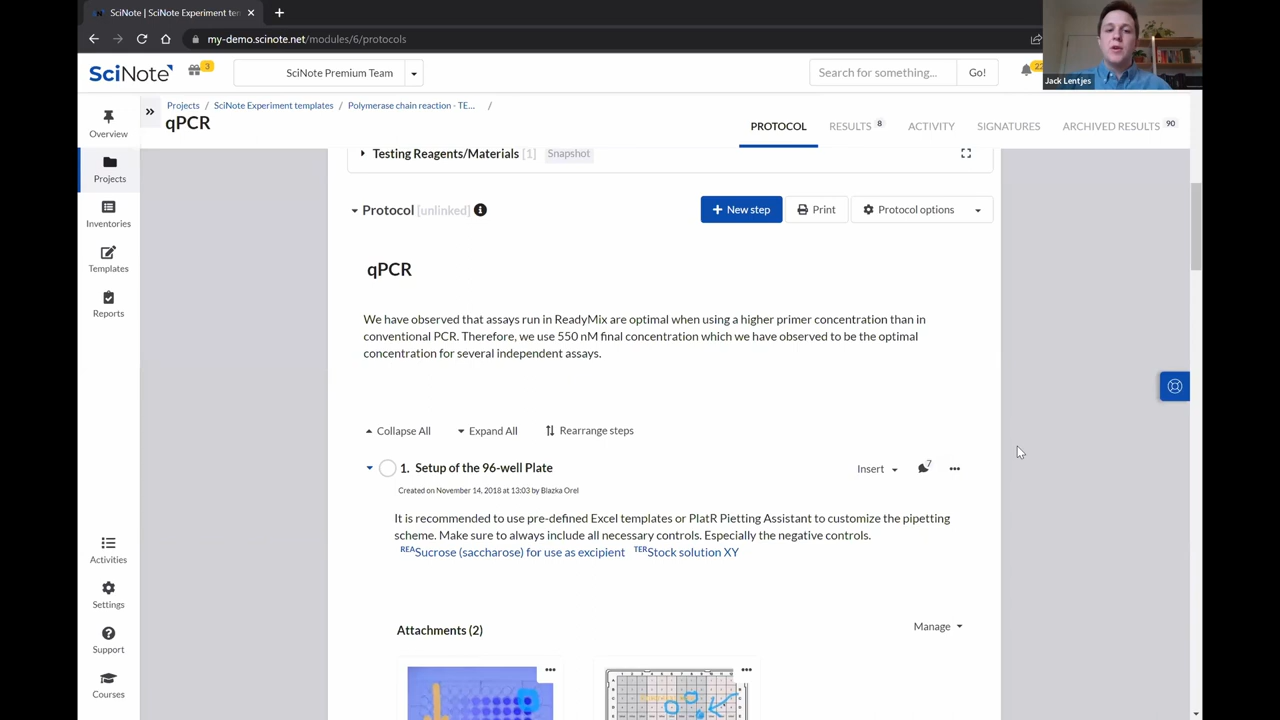 SciNote | SciNote Experiment ter
my-demo.scinote.net/modules/6/protocols
Jack Lentjes
SciNote
3
SciNote Premium Team
Search for something...
Go!
22
Projects / SciNote Experiment templates / Polymerase chain reaction - TE... /
qPCR
PROTOCOL
RESULTS 8
ACTIVITY
SIGNATURES
ARCHIVED RESULTS 90
Overview
Projects
Inventories
Templates
Reports
Activities
Settings
Support
Courses
Testing Reagents/Materials [1] Snapshot
Protocol [unlinked]
+ New step
Print
Protocol options
qPCR
We have observed that assays run in ReadyMix are optimal when using a higher primer concentration than in
conventional PCR. Therefore, we use 550 nM final concentration which we have observed to be the optimal
concentration for several independent assays.
Collapse All
Expand All
Rearrange steps
1. Setup of the 96-well Plate
Insert
7
Created on November 14, 2018 at 13:03 by Blazka Orel
It is recommended to use pre-defined Excel templates or PlatR Pietting Assistant to customize the pipetting
scheme. Make sure to always include all necessary controls. Especially the negative controls.
REA Sucrose (saccharose) for use as excipient TER Stock solution XY
Attachments (2)
Manage